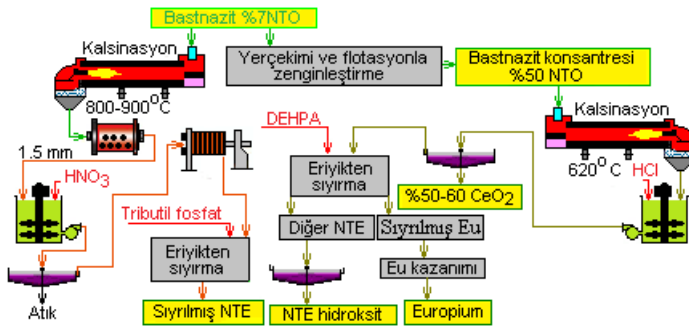 Bastnazit %7NTO
Kalsinasyon
Yerçekimi ve flotasyonla
zenginleştirme
Bastnazit konsantresi
%50 NTO
800-900⁰C
Kalsinasyon
620⁰ C
1.5 mm
HNO₃
DEHPA
Eriyikten
sıyırma
%50-60 CeO₂
HCl
Tributil fosfat
Eriyikten
sıyırma
Diğer NTE
Sıyrılmış Eu
Eu kazanımı
Atık
Sıyrılmış NTE
NTE hidroksit
Europium